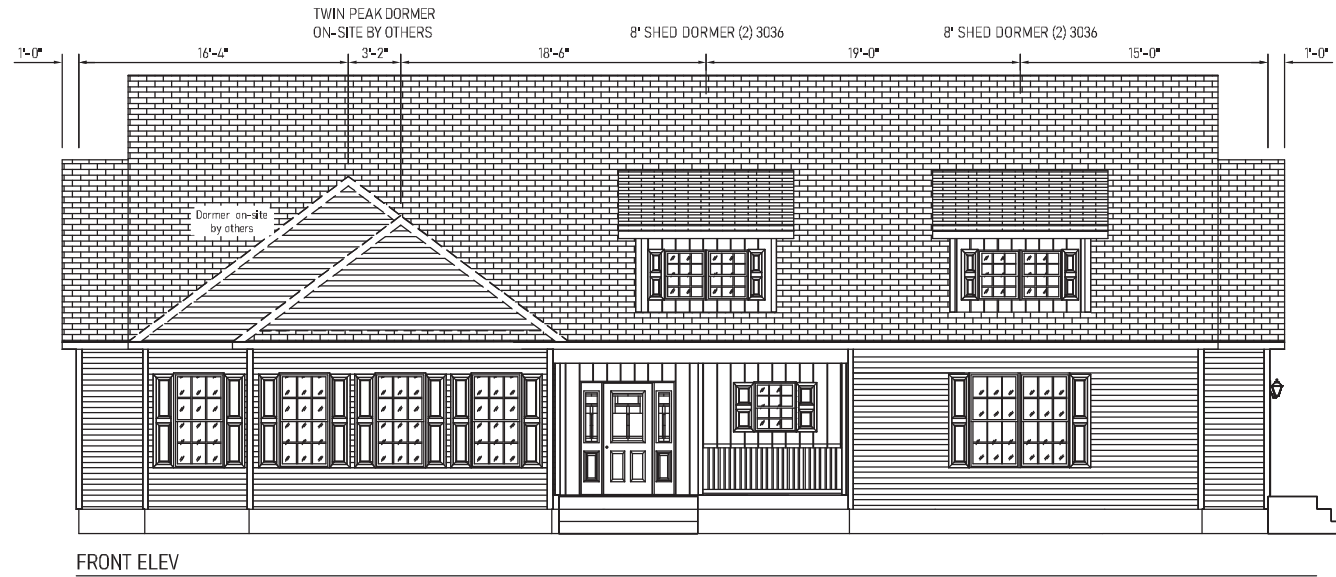 TWIN PEAK DORMER
ON-SITE BY OTHERS
8' SHED DORMER (2) 3036
8' SHED DORMER (2) 3036
1'-0"
16'-4"
3'-2"
18'-6"
19'-0"
15'-0"
1'-0"
Dormer on-site
by others
FRONT ELEV